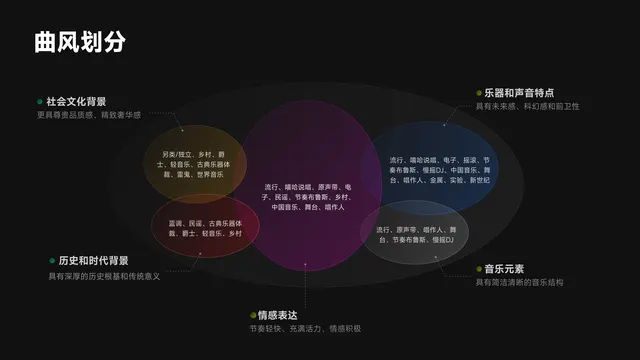 曲风划分
社会文化背景
更具尊贵品质感、精致奢华感
乐器和声音特点
具有未来感、科幻感和前卫性
另类/独立、乡村、爵
士、轻音乐、古典乐器体
裁、雷鬼、世界音乐
流行、嘻哈说唱、原声带、电
子、民谣、节奏布鲁斯、乡村、
中国音乐、舞台、唱作人
流行、嘻哈说唱、电子、摇滚、节
奏布鲁斯、慢摇DJ、中国音乐、舞
台、唱作人、金属、实验、新世纪
蓝调、民谣、古典乐器体
裁、爵士、轻音乐、乡村
流行、原声带、唱作人、舞
台、节奏布鲁斯、慢摇DJ
历史和时代背景
具有深厚的历史根基和传统意义
音乐元素
具有简洁清晰的音乐结构
情感表达
节奏轻快、充满活力、情感积极